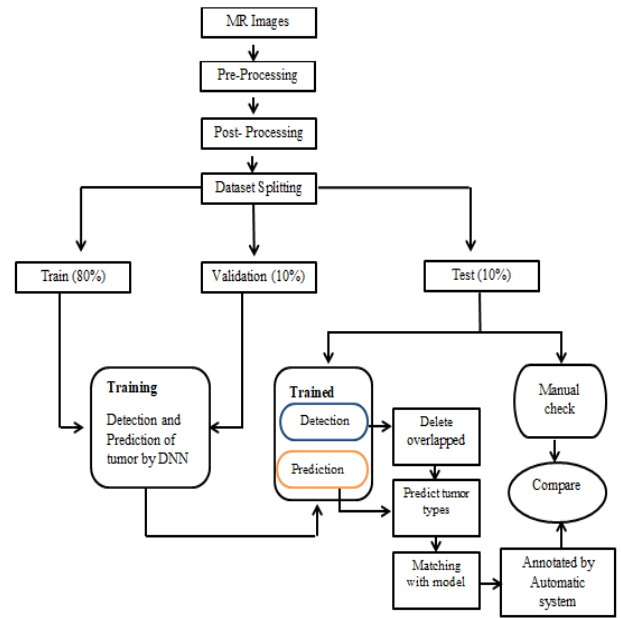 MR Images
Pre-Processing
Post- Processing
Dataset Splitting
Train (80%)
Validation (10%)
Test (10%)
Training
Detection and
Prediction of
tumor by DNN
Trained
Detection
Prediction
Delete
overlapped
Predict tumor
types
Matching
with model
Manual
check
Compare
Annotated by
Automatic
system